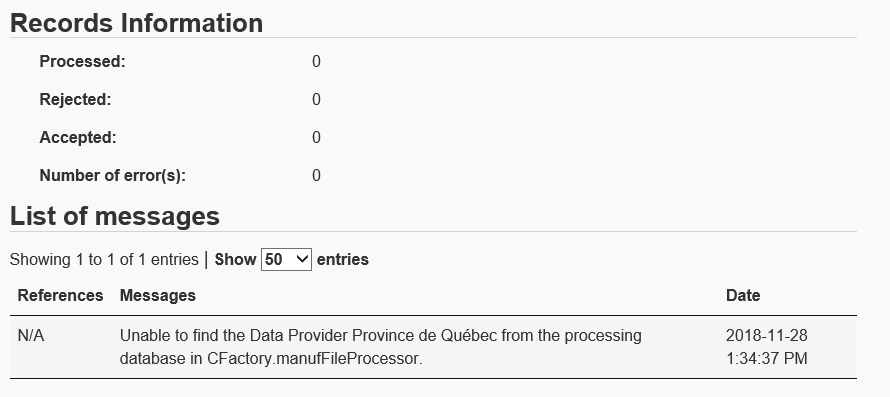 Records Information
Processed: 0
Rejected: 0
Accepted: 0
Number of error(s): 0
List of messages
Showing 1 to 1 of 1 entries | Show 50 entries
References Messages Date
N/A Unable to find the Data Provider Province de Québec from the processing 2018-11-28
database in CFactory.manufFileProcessor. 1:34:37 PM